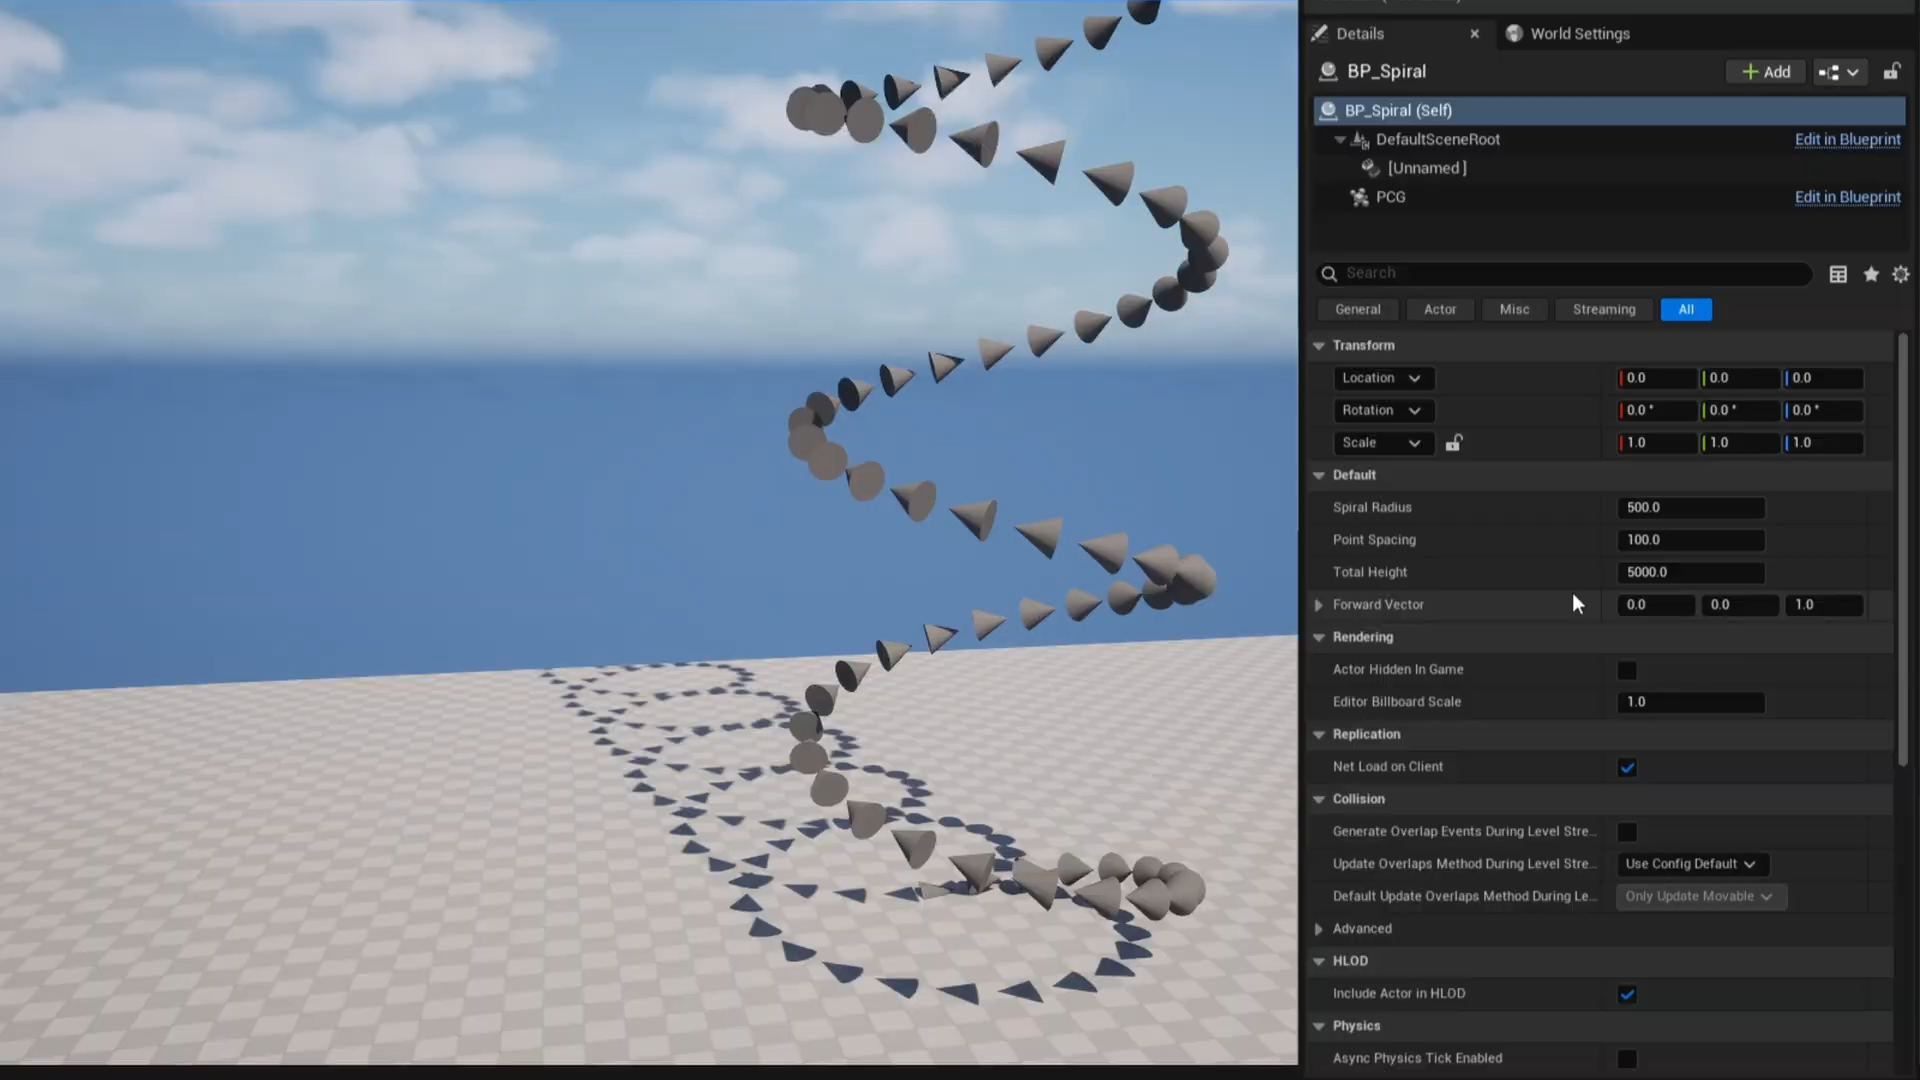 Details
World Settings
BP_Spiral
Add
BP_Spiral (Self)
DefaultSceneRoot
Edit in Blueprint
[Unnamed]
PCG
Edit in Blueprint
Search
General
Actor
Misc
Streaming
All
Transform
Location
0.0
0.0
0.0
Rotation
0.0 °
0.0 °
0.0 °
Scale
1.0
1.0
1.0
Default
Spiral Radius
500.0
Point Spacing
100.0
Total Height
5000.0
Forward Vector
0.0
0.0
1.0
Rendering
Actor Hidden In Game
Editor Billboard Scale
1.0
Replication
Net Load on Client
Collision
Generate Overlap Events During Level Stre...
Update Overlaps Method During Level Stre...
Use Config Default
Default Update Overlaps Method During Le...
Only Update Movable
Advanced
HLOD
Include Actor in HLOD
Physics
Async Physics Tick Enabled